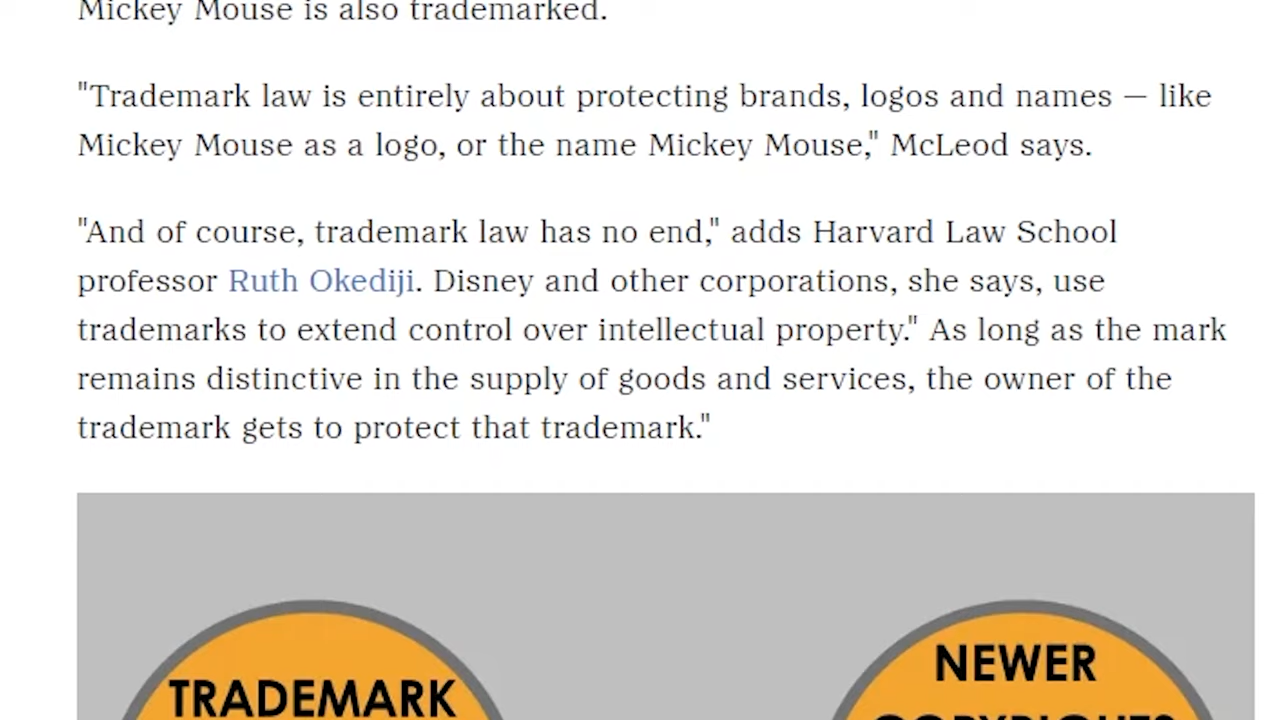 Mickey Mouse is also trademarked.
"Trademark law is entirely about protecting brands, logos and names — like
Mickey Mouse as a logo, or the name Mickey Mouse," McLeod says.
"And of course, trademark law has no end," adds Harvard Law School
professor Ruth Okediji. Disney and other corporations, she says, use
trademarks to extend control over intellectual property." As long as the mark
remains distinctive in the supply of goods and services, the owner of the
trademark gets to protect that trademark."
TRADEMARK
NEWER
COPYRIGHTS